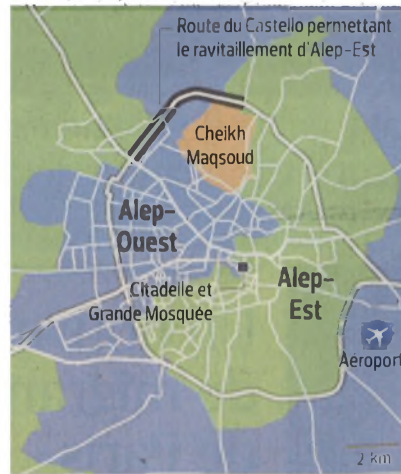 Route du Castello permettant
le ravitaillement d'Alep-Est
Cheikh
Maqsoud
Alep-
Ouest
Alep-
Est
Citadelle et
Grande Mosquée
Aéroport
2 km